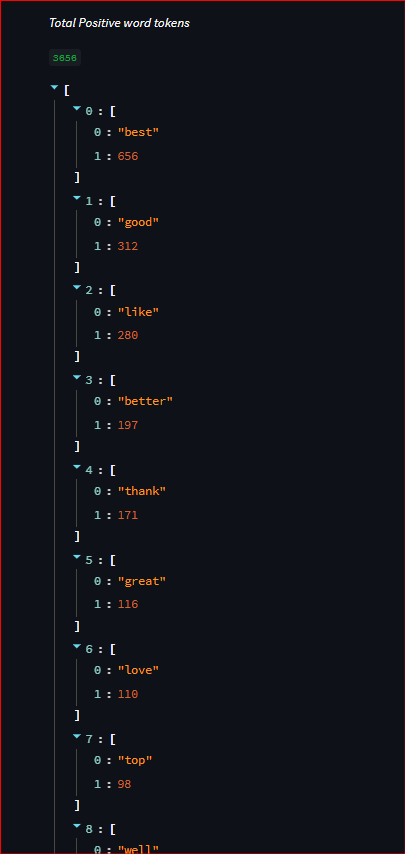 Total Positive word tokens
3656
[
0 : [
0 : "best"
1 : 656
]
1 : [
0 : "good"
1 : 312
]
2 : [
0 : "like"
1 : 280
]
3 : [
0 : "better"
1 : 197
]
4 : [
0 : "thank"
1 : 171
]
5 : [
0 : "great"
1 : 116
]
6 : [
0 : "love"
1 : 110
]
7 : [
0 : "top"
1 : 98
]
8 : [
0 : "well"